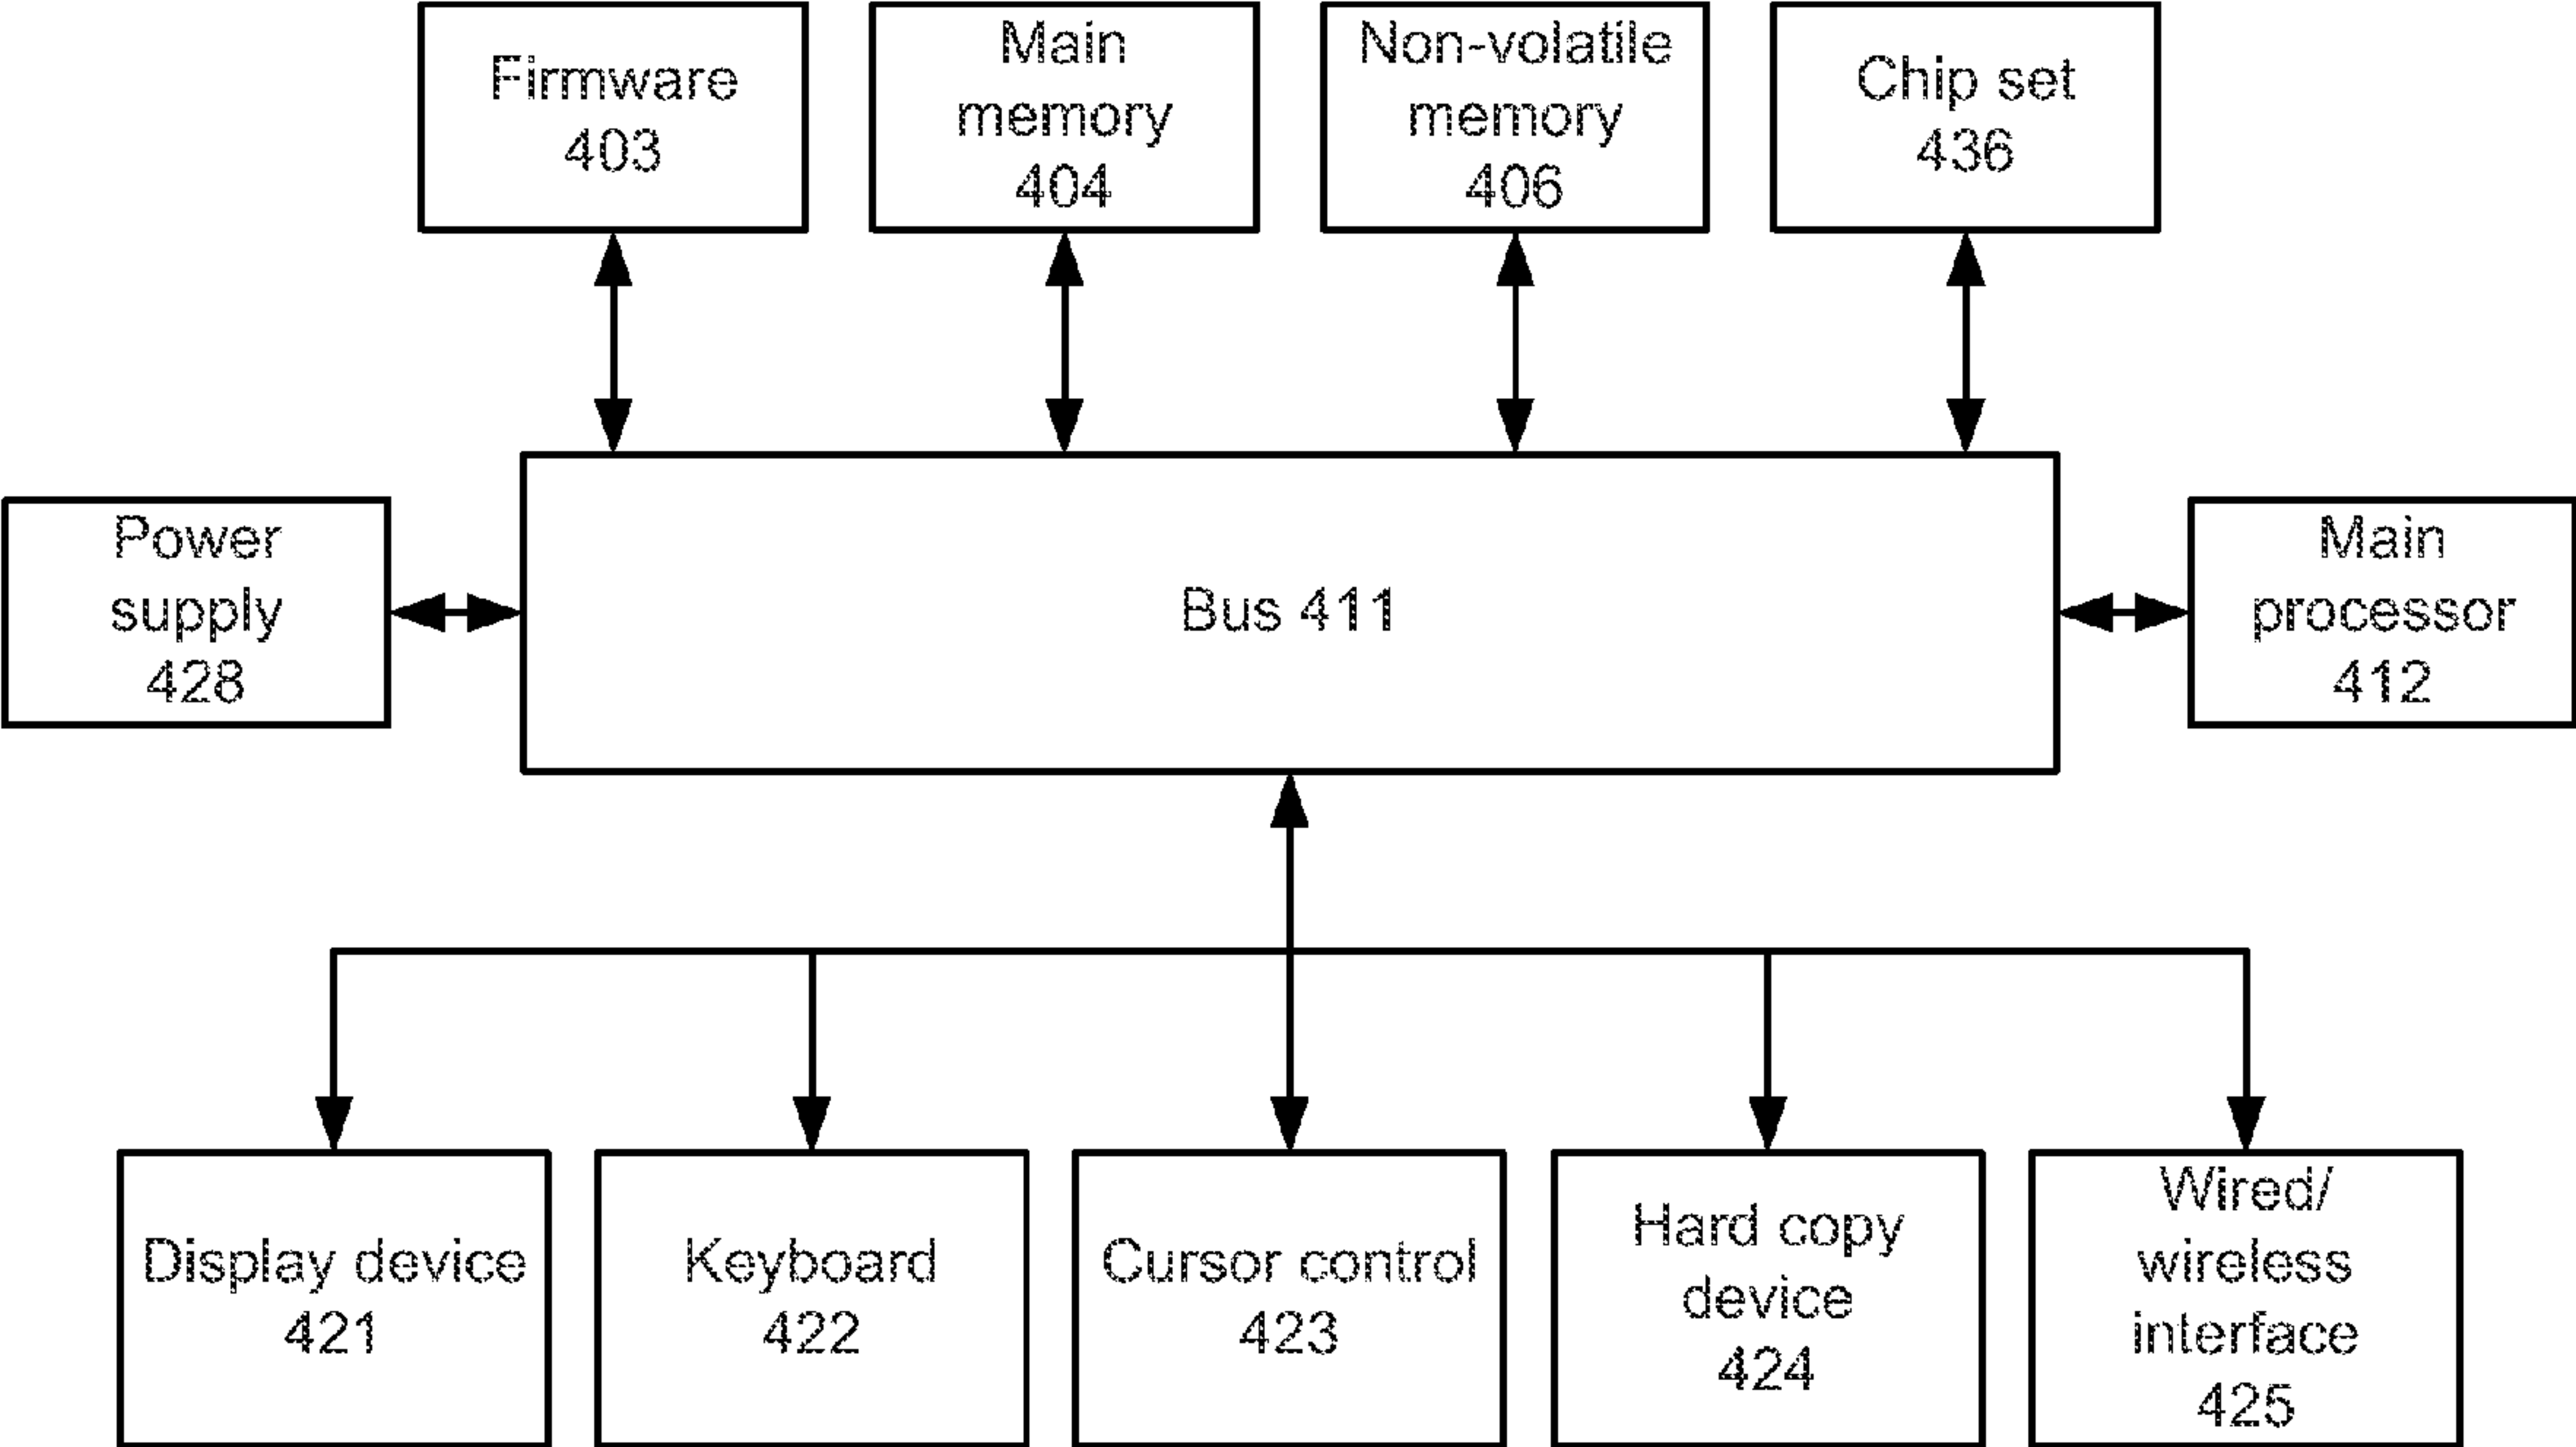 Firmware
403
Main
memory
404
Non-volatile
memory
406
Chip set
436
Power
supply
428
Bus 411
Main
processor
412
Display device
421
Keyboard
422
Cursor control
423
Hard copy
device
424
Wired/
wireless
interface
425